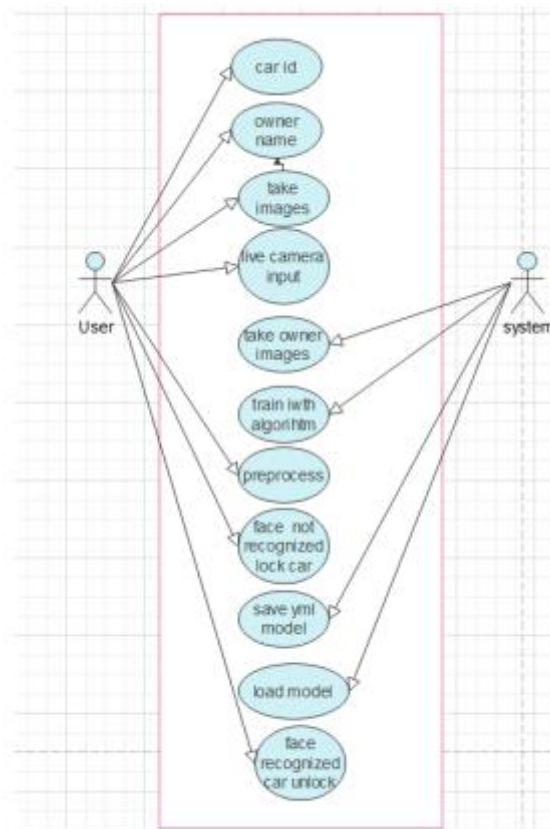 car id
owner
name
take
images
live camera
input
User
system
take owner
images
train iwth
algorihtm
preprocess
face not
recognized
lock car
save yml
model
load model
face
recognized
car unlock